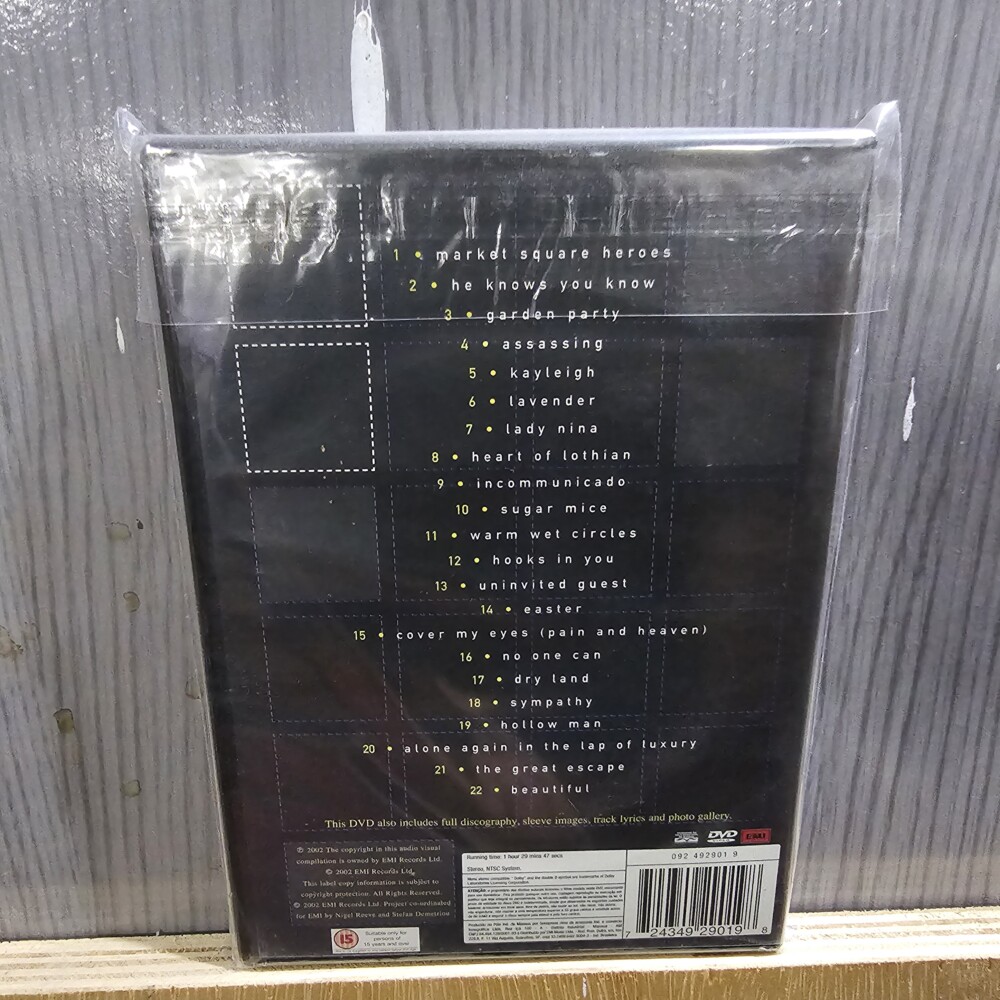 1 • market square heroes
2 • he knows you know
3 • garden party
4 • assassing
5 • kayleigh
6 • lavender
7 • lady nina
8 • heart of lothian
9 • incommunicado
10 • sugar mice
11 • warm wet circles
12 • hooks in you
13 • uninvited guest
14 • easter
15 • cover my eyes (pain and heaven)
16 • no one can
17 • dry land
18 • sympathy
19 • hollow man
20 • alone again in the lap of luxury
21 • the great escape
22 • beautiful
This DVD also includes full discography, sleeve images, track lyrics and photo gallery.
DVD EMI
℗ 2002 The copyright in this audio visual
compilation is owned by EMI Records Ltd.
© 2002 EMI Records Ltd.
This label copy information is subject to
copyright protection. All Rights Reserved.
© 2002 EMI Records Ltd. Project co-ordinated
for EMI by Nigel Reeve and Stefan Demetriou
15
Suitable only for
persons of
15 years and over
Running time: 1 hour 29 mins 47 secs
Stereo, NTSC System.
092 492901 9
7 24349 29019 8